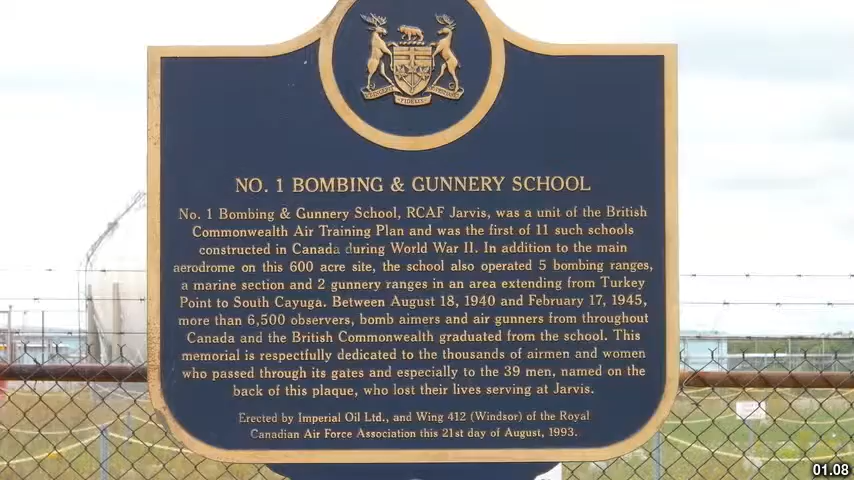 FIDELIS
NO. 1 BOMBING & GUNNERY SCHOOL
No. 1 Bombing & Gunnery School, RCAF Jarvis, was a unit of the British
Commonwealth Air Training Plan and was the first of 11 such schools
constructed in Canada during World War II. In addition to the main
aerodrome on this 600 acre site, the school also operated 5 bombing ranges,
a marine section and 2 gunnery ranges in an area extending from Turkey
Point to South Cayuga. Between August 18, 1940 and February 17, 1945,
more than 6,500 observers, bomb aimers and air gunners from throughout
Canada and the British Commonwealth graduated from the school. This
memorial is respectfully dedicated to the thousands of airmen and women
who passed through its gates and especially to the 39 men, named on the
back of this plaque, who lost their lives serving at Jarvis.
Erected by Imperial Oil Ltd., and Wing 412 (Windsor) of the Royal
Canadian Air Force Association this 21st day of August, 1993.
01.08